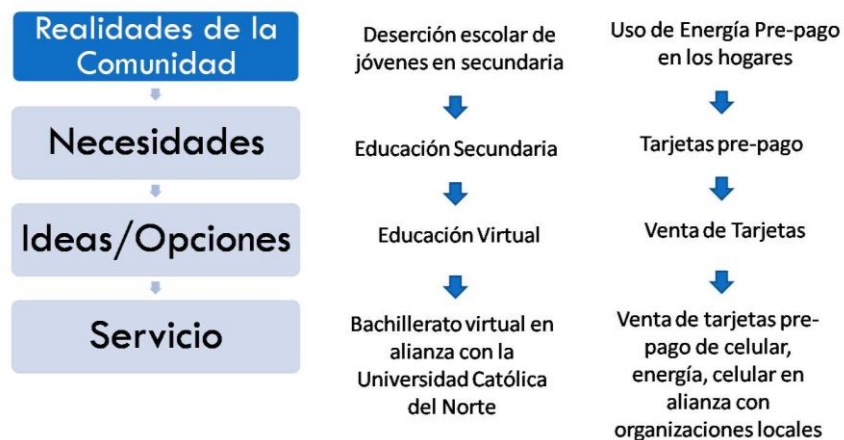 Realidades de la
Comunidad
Necesidades
Ideas/Opciones
Servicio
Deserción escolar de
jóvenes en secundaria
Educación Secundaria
Educación Virtual
Bachillerato virtual en
alianza con la
Universidad Católica
del Norte
Uso de Energía Pre-pago
en los hogares
Tarjetas pre-pago
Venta de Tarjetas
Venta de tarjetas pre-
pago de celular,
energía, celular en
alianza con
organizaciones locales